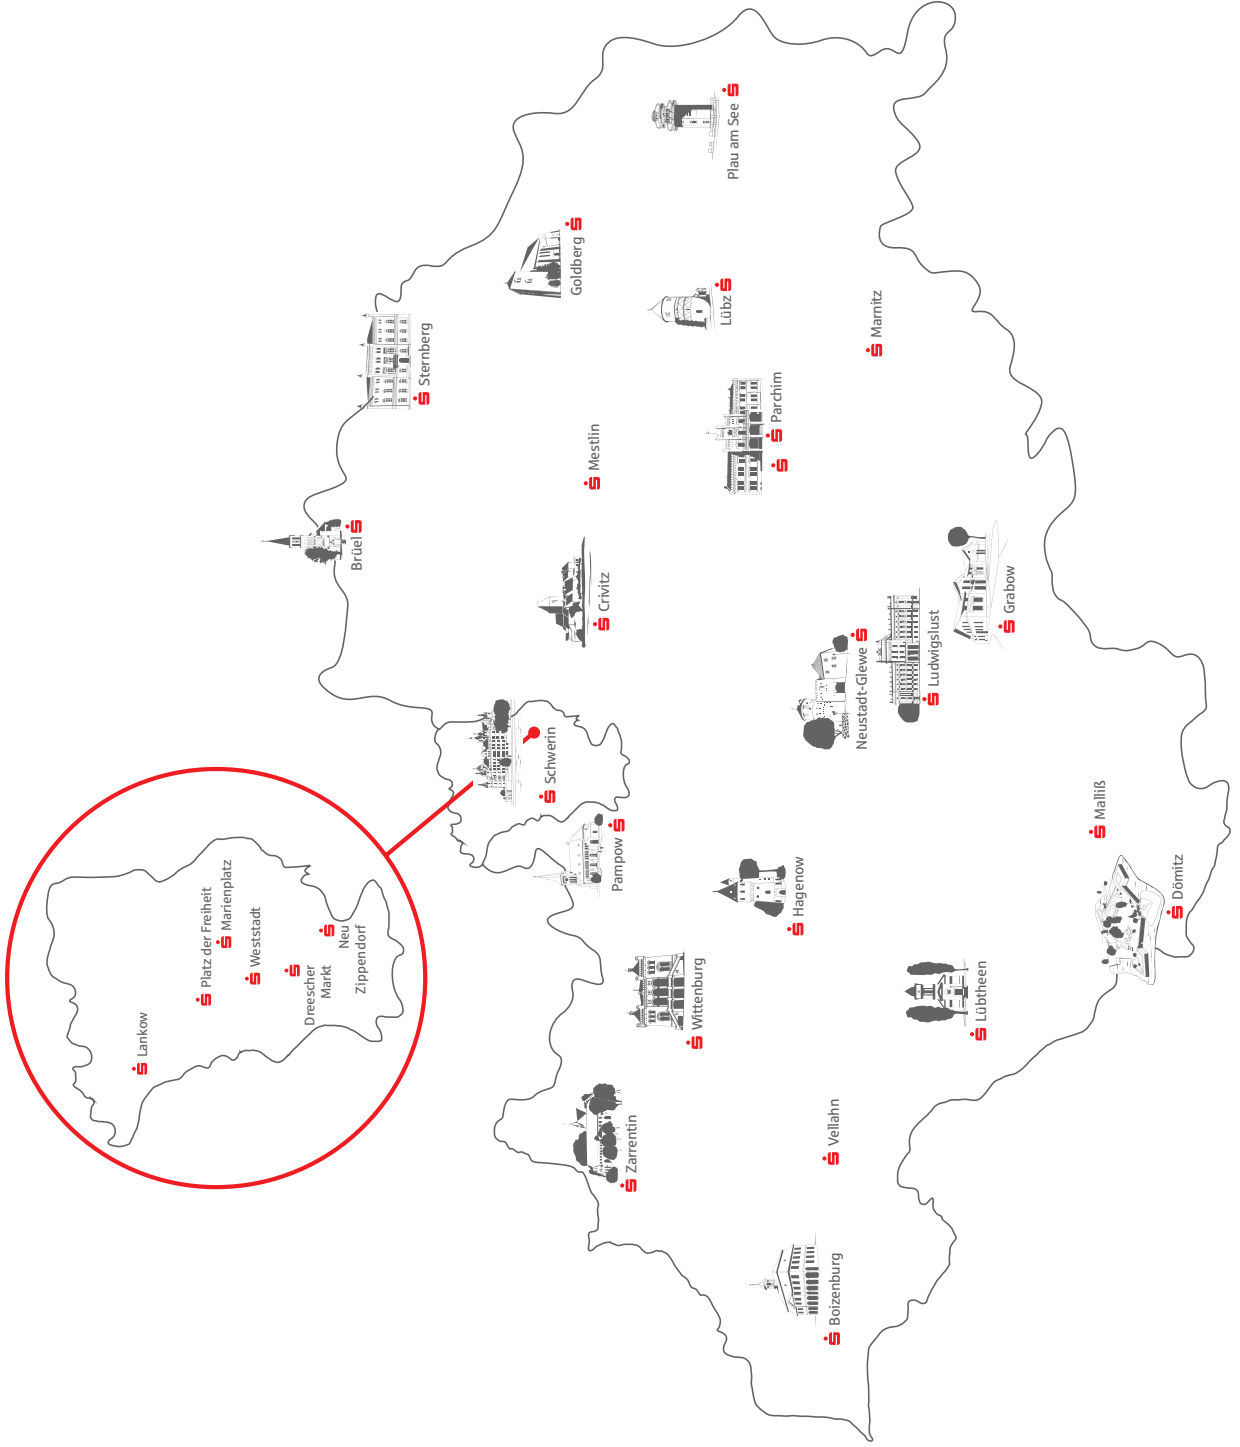 Lankow
Platz der Freiheit
Marienplatz
Weststadt
Dreescher
Markt
Neu
Zippendorf
Brüel
Sternberg
Schwerin
Goldberg
Mestlin
Crivitz
Pampow
Zarrentin
Wittenburg
Plau am See
Lübz
Parchim
Hagenow
Vellahn
Boizenburg
Marnitz
Neustadt-Glewe
Ludwigslust
Lübtheen
Grabow
Malliß
Dömitz